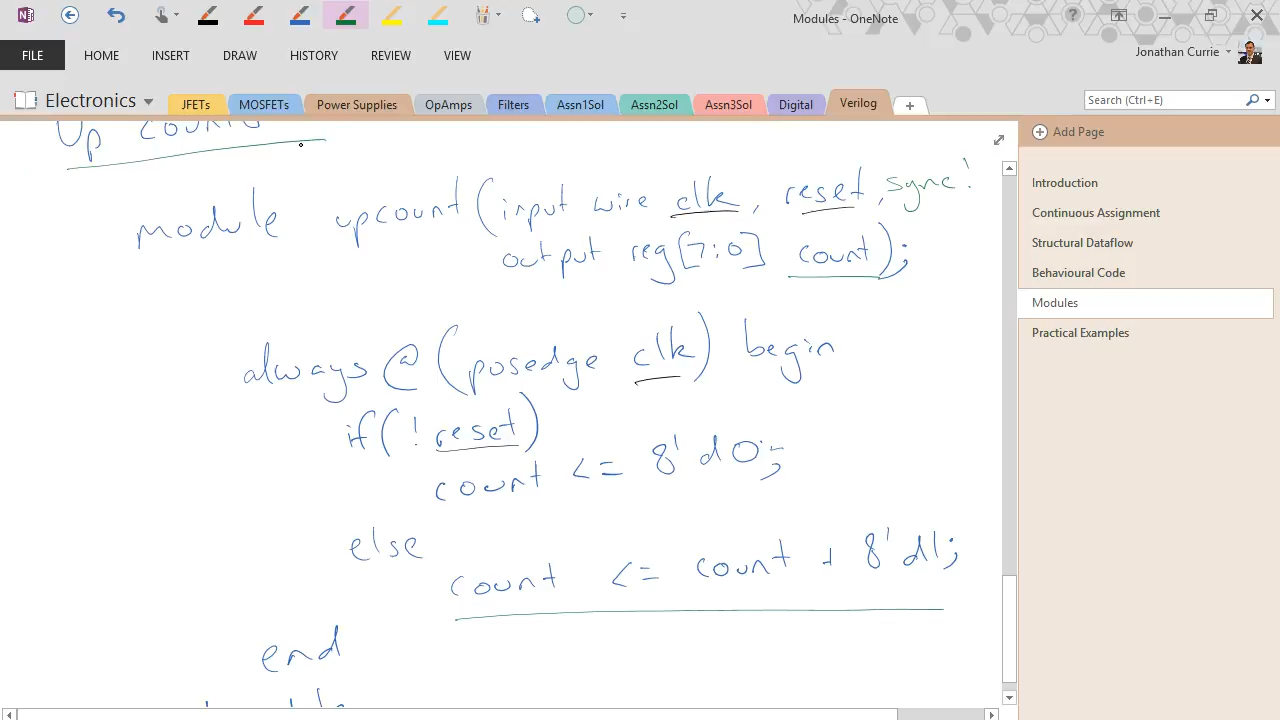 Modules - OneNote
?
Jonathan Currie
FILE HOME INSERT DRAW HISTORY REVIEW VIEW
Electronics
JFETs MOSFETs Power Supplies OpAmps Filters Assn1Sol Assn2Sol Assn3Sol Digital Verilog +
Search (Ctrl+E)
Add Page
Introduction
Continuous Assignment
Structural Dataflow
Behavioural Code
Modules
Practical Examples
Up
module upcount (input wire clk, reset, sync!
output reg[7:0] count);
always @ (posedge clk) begin
if(!reset)
count <= 8'd0;
else
count <= count + 8'd1;
end